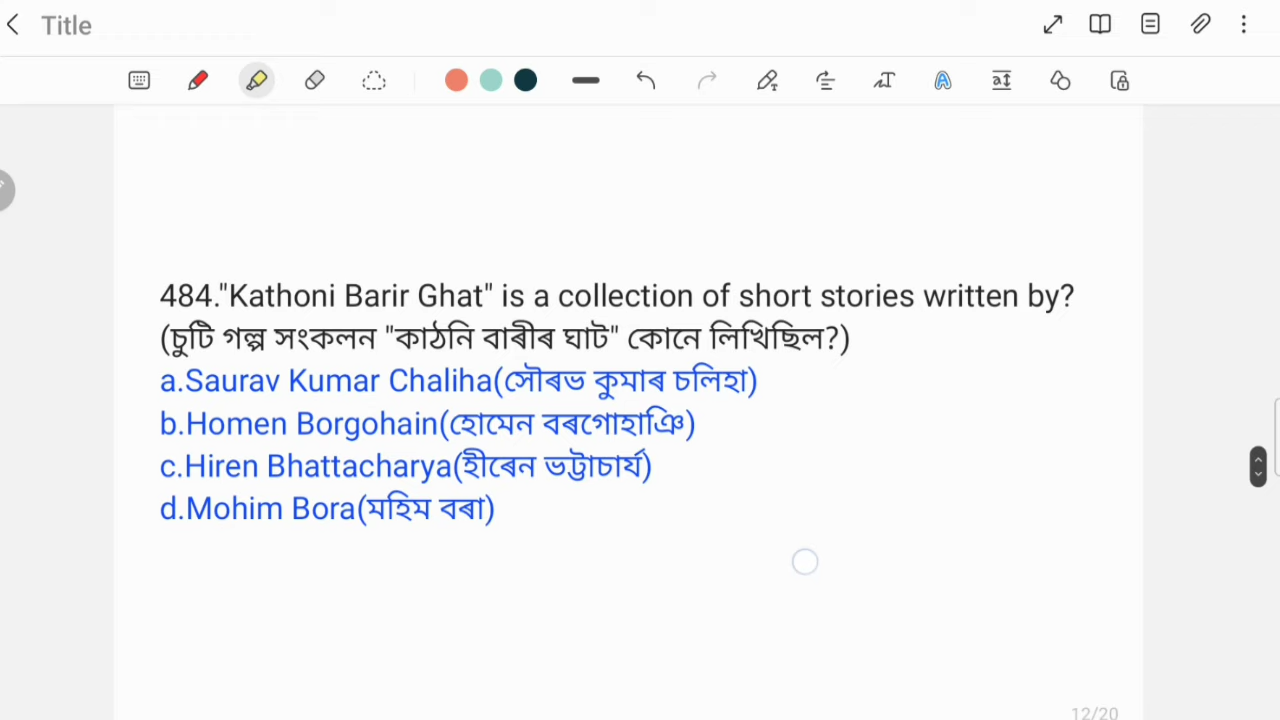 Title
484."Kathoni Barir Ghat" is a collection of short stories written by?
(চুটি গল্প সংকলন "কাঠনি বাৰীৰ ঘাট" কোনে লিখিছিল?)
a.Saurav Kumar Chaliha(সৌৰভ কুমাৰ চলিহা)
b.Homen Borgohain(হোমেন বৰগোহাঞি)
c.Hiren Bhattacharya(হীৰেন ভট্টাচাৰ্য)
d.Mohim Bora(মহিম বৰা)
12/20